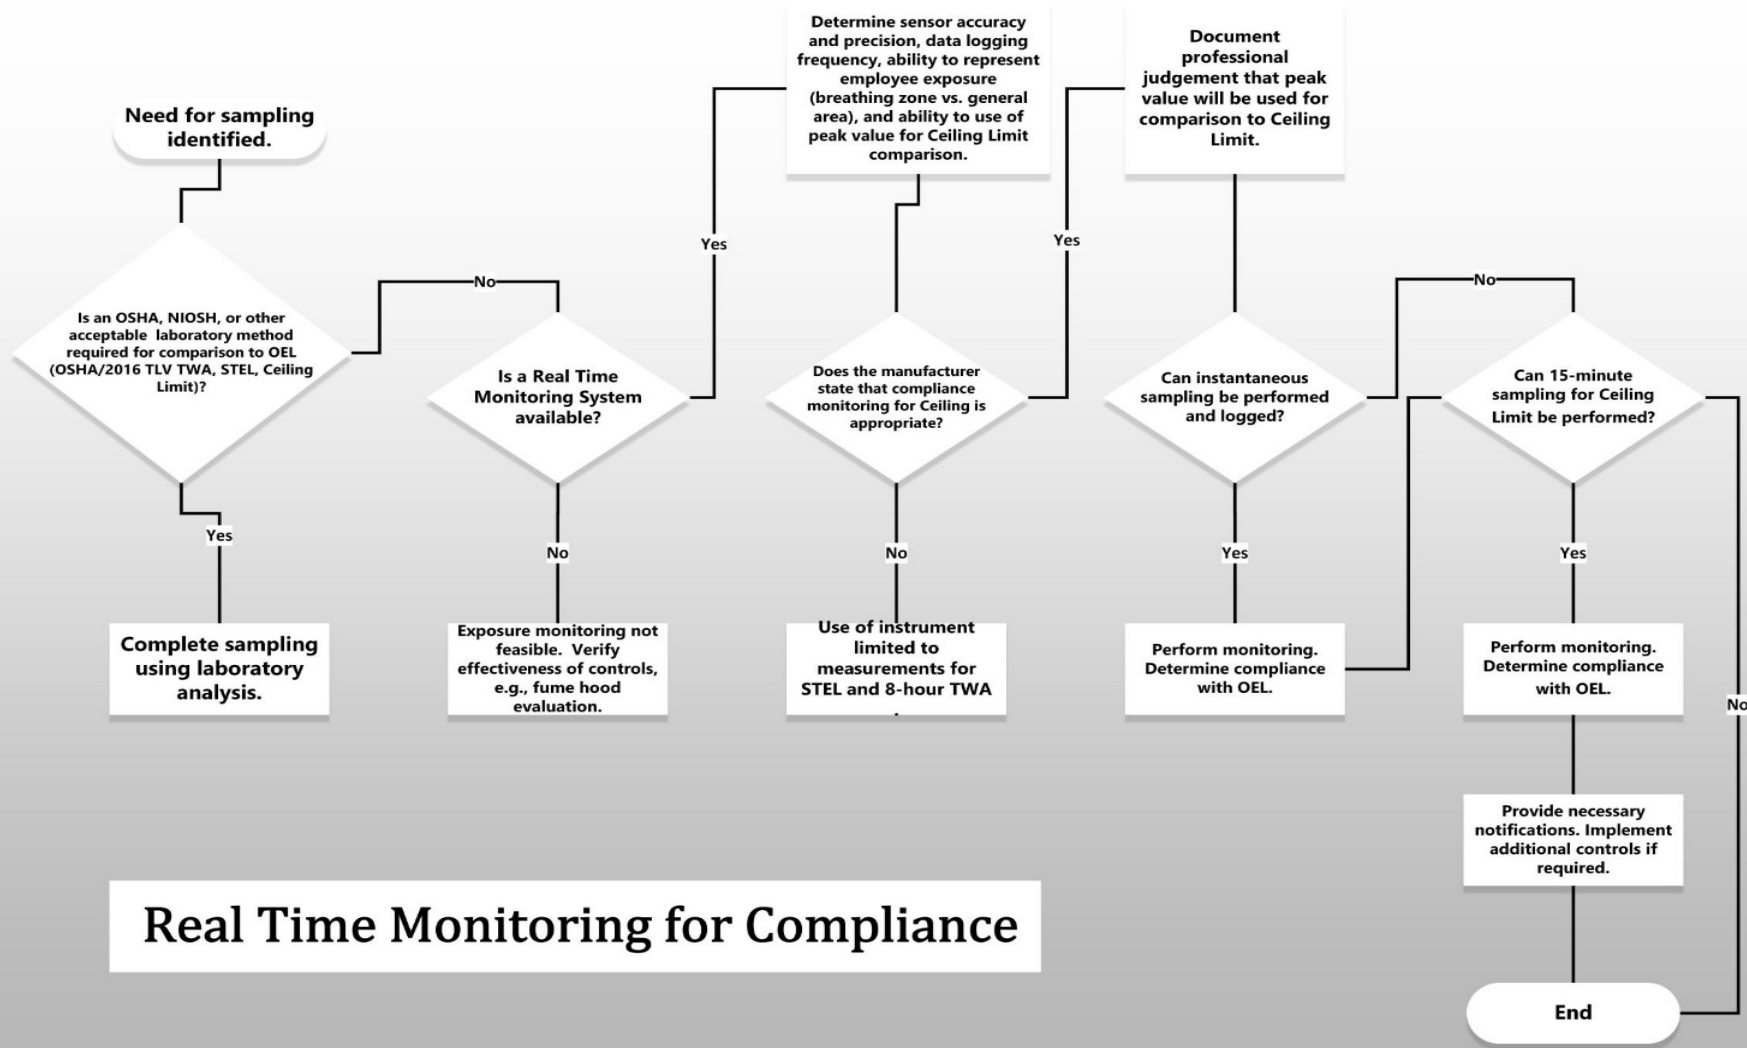 Need for sampling
identified.
Is an OSHA, NIOSH, or other
acceptable laboratory method
required for comparison to OEL
(OSHA/2016 TLV TWA, STEL, Ceiling
Limit)?
Yes
Complete sampling
using laboratory
analysis.
No
Is a Real Time
Monitoring System
available?
No
Exposure monitoring not
feasible. Verify
effectiveness of controls,
e.g., fume hood
evaluation.
Yes
Determine sensor accuracy
and precision, data logging
frequency, ability to represent
employee exposure
(breathing zone vs. general
area), and ability to use of
peak value for Ceiling Limit
comparison.
Does the manufacturer
state that compliance
monitoring for Ceiling is
appropriate?
No
Use of instrument
limited to
measurements for
STEL and 8-hour TWA
.
Yes
Document
professional
judgement that peak
value will be used for
comparison to Ceiling
Limit.
Can instantaneous
sampling be performed
and logged?
Yes
Perform monitoring.
Determine compliance
with OEL.
No
Can 15-minute
sampling for Ceiling
Limit be performed?
Yes
Perform monitoring.
Determine compliance
with OEL.
No
Provide necessary
notifications. Implement
additional controls if
required.
End
Real Time Monitoring for Compliance